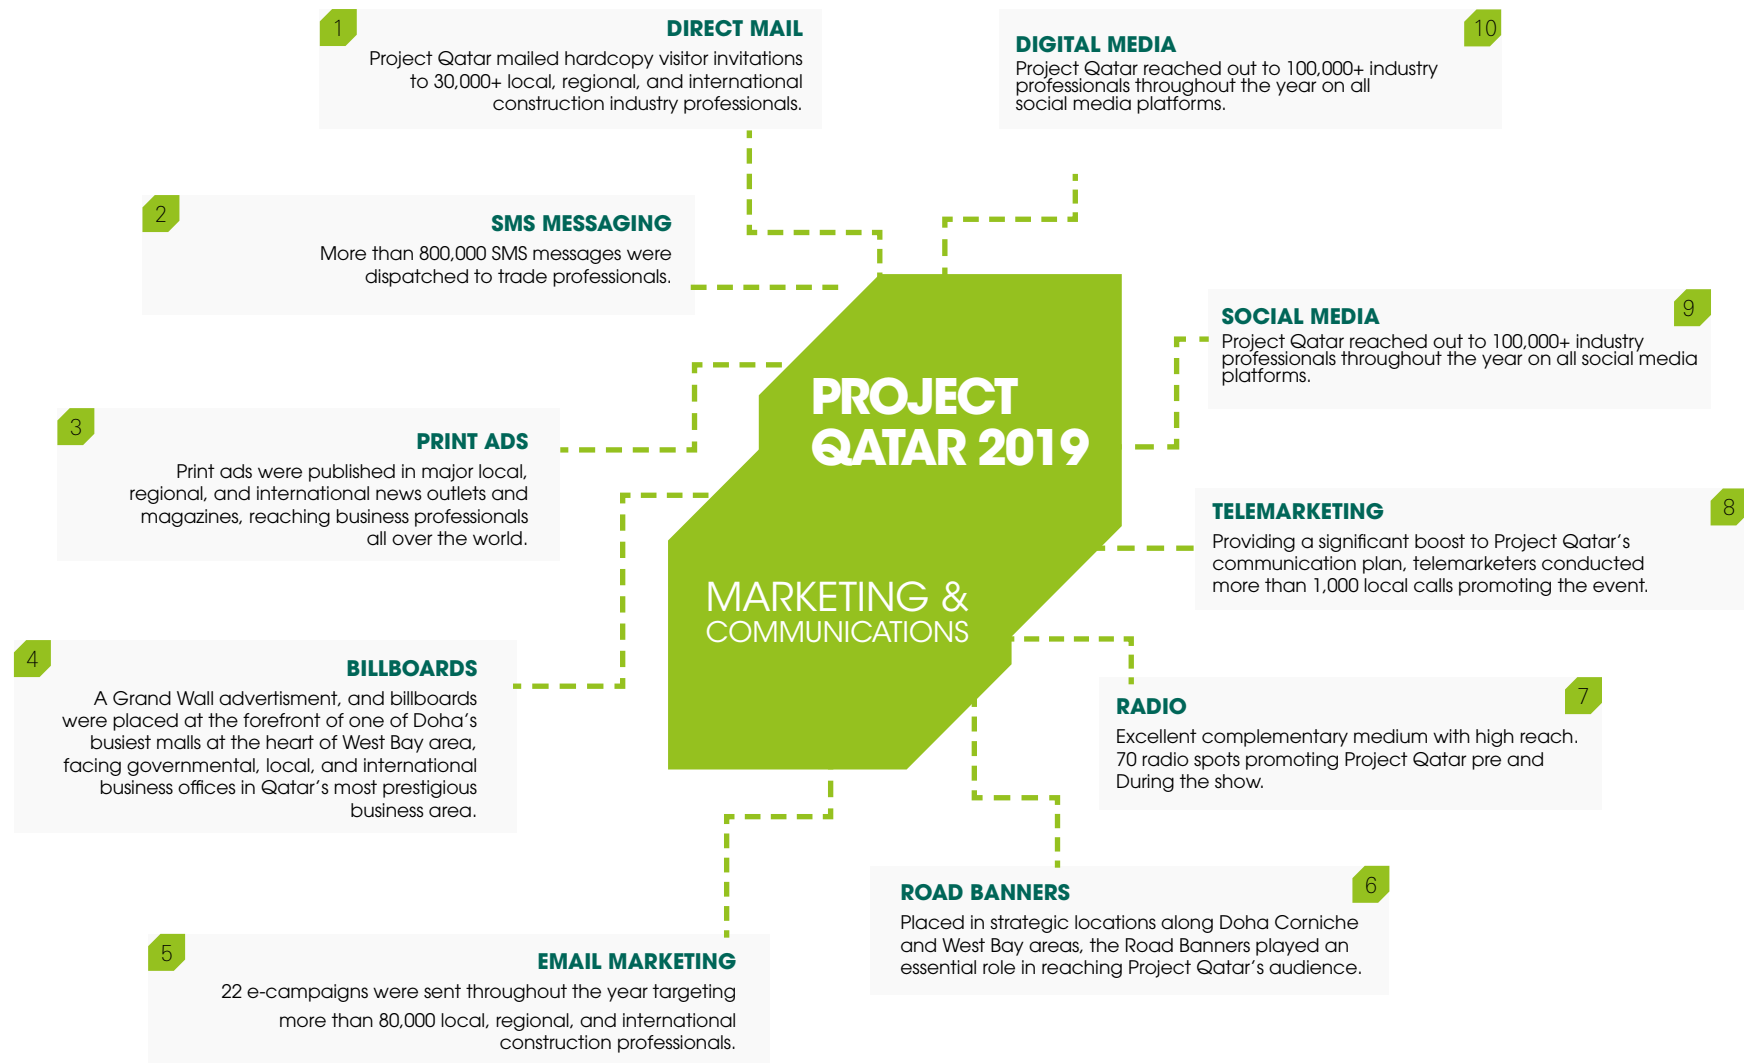 1
DIRECT MAIL
Project Qatar mailed hardcopy visitor invitations
to 30,000+ local, regional, and international
construction industry professionals.
2
SMS MESSAGING
More than 800,000 SMS messages were
dispatched to trade professionals.
3
PRINT ADS
Print ads were published in major local,
regional, and international news outlets and
magazines, reaching business professionals
all over the world.
4
BILLBOARDS
A Grand Wall advertisment, and billboards
were placed at the forefront of one of Doha's
busiest malls at the heart of West Bay area,
facing governmental, local, and international
business offices in Qatar's most prestigious
business area.
5
EMAIL MARKETING
22 e-campaigns were sent throughout the year targeting
more than 80,000 local, regional, and international
construction professionals.
PROJECT
QATAR 2019
MARKETING &
COMMUNICATIONS
10
DIGITAL MEDIA
Project Qatar reached out to 100,000+ industry
professionals throughout the year on all
social media platforms.
9
SOCIAL MEDIA
Project Qatar reached out to 100,000+ industry
professionals throughout the year on all social media
platforms.
8
TELEMARKETING
Providing a significant boost to Project Qatar's
communication plan, telemarketers conducted
more than 1,000 local calls promoting the event.
7
RADIO
Excellent complementary medium with high reach.
70 radio spots promoting Project Qatar pre and
During the show.
6
ROAD BANNERS
Placed in strategic locations along Doha Corniche
and West Bay areas, the Road Banners played an
essential role in reaching Project Qatar's audience.